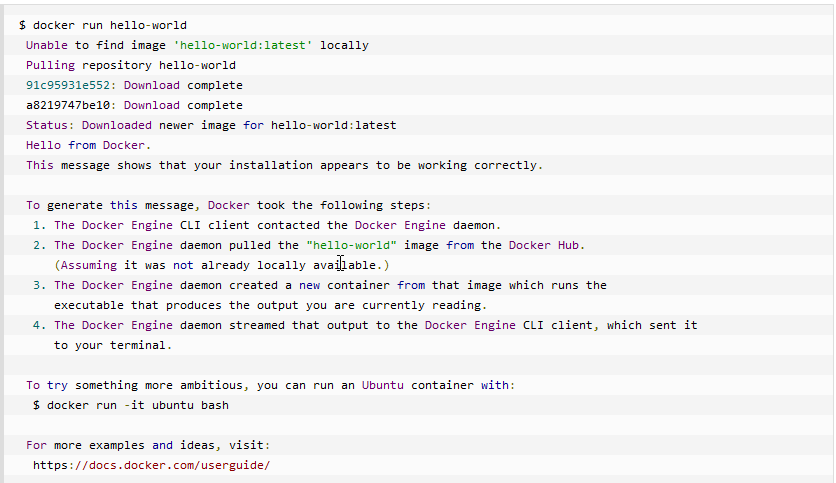 $ docker run hello-world
Unable to find image 'hello-world:latest' locally
Pulling repository hello-world
91c95931e552: Download complete
a8219747be10: Download complete
Status: Downloaded newer image for hello-world:latest
Hello from Docker.
This message shows that your installation appears to be working correctly.

To generate this message, Docker took the following steps:
1. The Docker Engine CLI client contacted the Docker Engine daemon.
2. The Docker Engine daemon pulled the "hello-world" image from the Docker Hub.
(Assuming it was not already locally available.)
3. The Docker Engine daemon created a new container from that image which runs the
executable that produces the output you are currently reading.
4. The Docker Engine daemon streamed that output to the Docker Engine CLI client, which sent it
to your terminal.

To try something more ambitious, you can run an Ubuntu container with:
$ docker run -it ubuntu bash

For more examples and ideas, visit:
https://docs.docker.com/userguide/